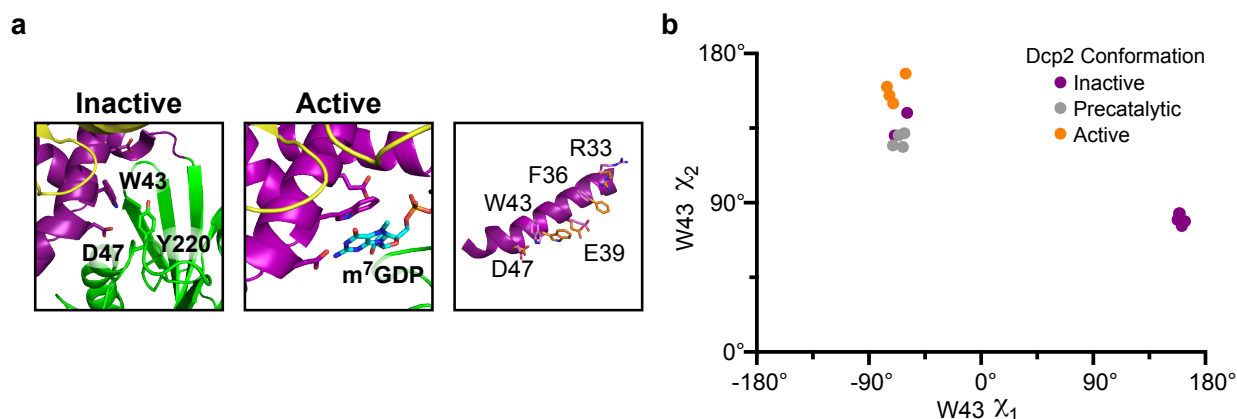 a
Inactive
W43
D47
Y220
Active
m⁷GDP
R33
F36
W43
E39
D47
b
180°
90°
0°
W43 χ₂
-180°
-90°
0°
90°
180°
W43 χ₁
Dcp2 Conformation
Inactive
Precatalytic
Active